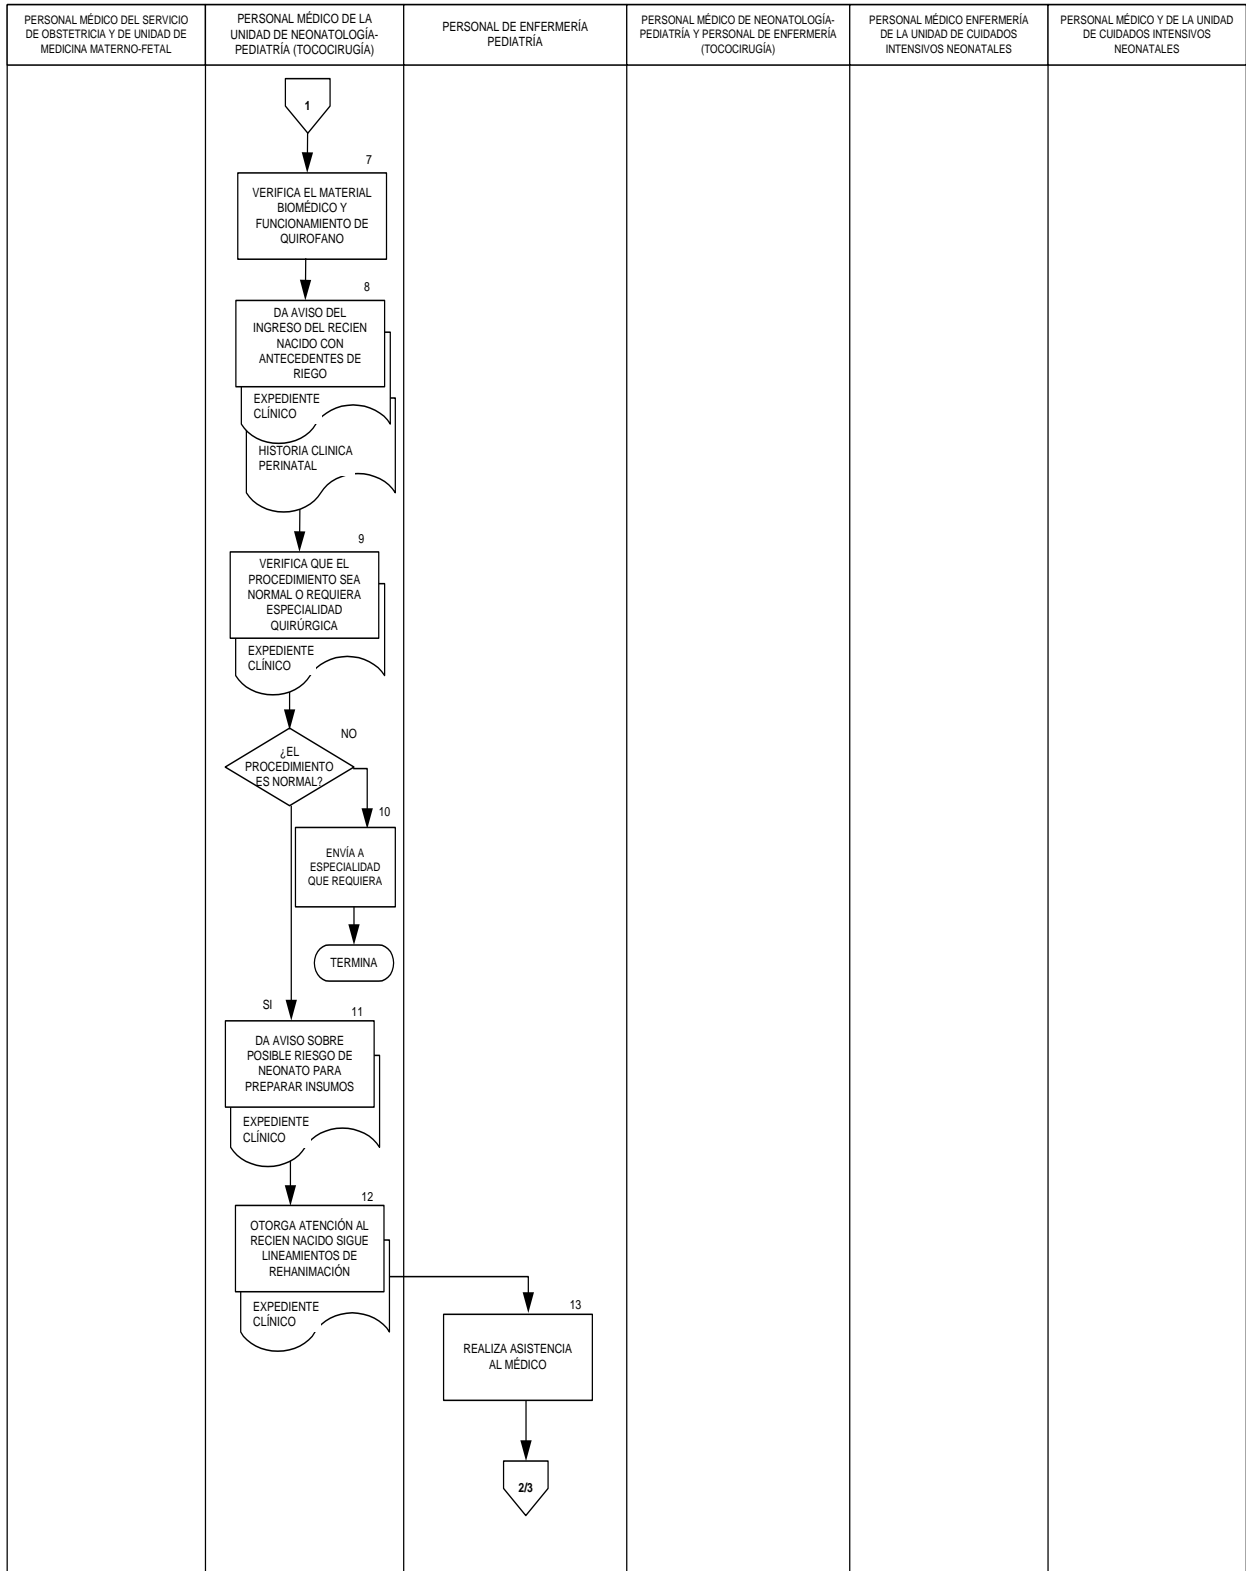 PERSONAL MÉDICO DEL SERVICIO
DE OBSTETRICIA Y DE UNIDAD DE
MEDICINA MATERNO-FETAL
PERSONAL MÉDICO DE LA
UNIDAD DE NEONATOLOGÍA-
PEDIATRÍA (TOCOCIRUGÍA)
PERSONAL DE ENFERMERÍA
PEDIATRÍA
PERSONAL MÉDICO DE NEONATOLOGÍA-
PEDIATRÍA Y PERSONAL DE ENFERMERÍA
(TOCOCIRUGÍA)
PERSONAL MÉDICO ENFERMERÍA
DE LA UNIDAD DE CUIDADOS
INTENSIVOS NEONATALES
PERSONAL MÉDICO Y DE LA UNIDAD
DE CUIDADOS INTENSIVOS
NEONATALES
1
7
VERIFICA EL MATERIAL
BIOMÉDICO Y
FUNCIONAMIENTO DE
QUIROFANO
8
DA AVISO DEL
INGRESO DEL RECIEN
NACIDO CON
ANTECEDENTES DE
RIEGO
EXPEDIENTE
CLÍNICO
HISTORIA CLINICA
PERINATAL
9
VERIFICA QUE EL
PROCEDIMIENTO SEA
NORMAL O REQUIERA
ESPECIALIDAD
QUIRÚRGICA
EXPEDIENTE
CLÍNICO
NO
¿EL
PROCEDIMIENTO
ES NORMAL?
10
ENVÍA A
ESPECIALIDAD
QUE REQUIERA
TERMINA
SI
11
DA AVISO SOBRE
POSIBLE RIESGO DE
NEONATO PARA
PREPARAR INSUMOS
EXPEDIENTE
CLÍNICO
12
OTORGA ATENCIÓN AL
RECIEN NACIDO SIGUE
LINEAMIENTOS DE
REHANIMACIÓN
EXPEDIENTE
CLÍNICO
13
REALIZA ASISTENCIA
AL MÉDICO
2/3